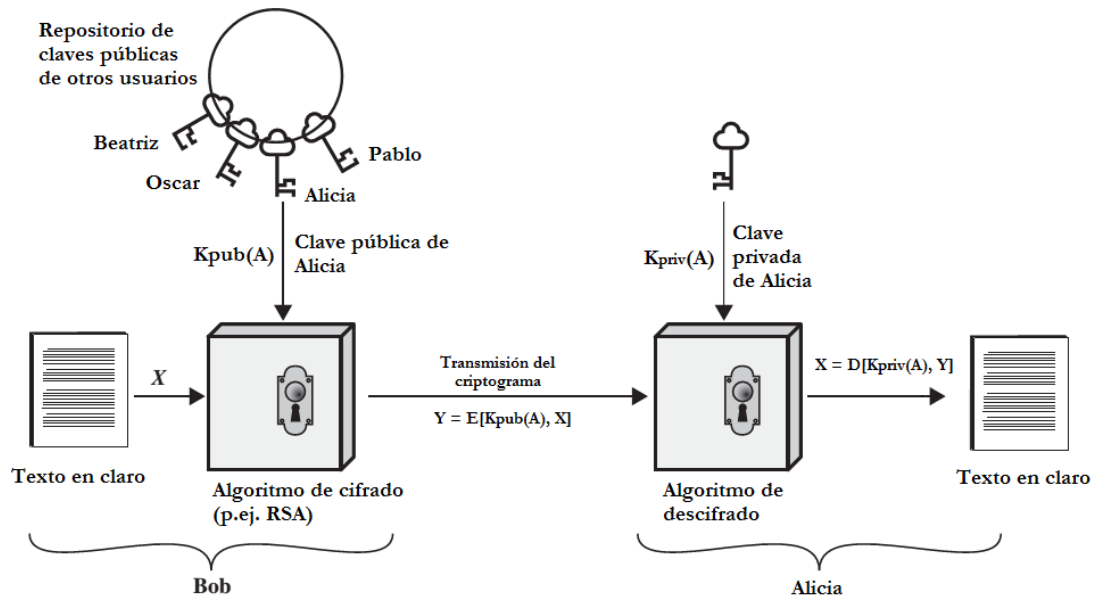 Repositorio de
claves públicas
de otros usuarios
Beatriz
Oscar
Alicia
Pablo
Kpub(A)
Clave pública de
Alicia
Kpriv(A)
Clave
privada
de Alicia
X
Transmisión del
criptograma
Y = E[Kpub(A), X]
X = D[Kpriv(A), Y]
Texto en claro
Algoritmo de cifrado
(p.ej. RSA)
Algoritmo de
descifrado
Texto en claro
Bob
Alicia